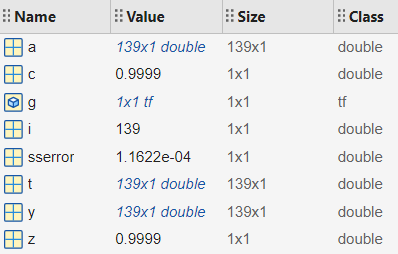 Name Value Size Class
a 139x1 double 139x1 double
c 0.9999 1x1 double
g 1x1 tf 1x1 tf
i 139 1x1 double
sserror 1.1622e-04 1x1 double
t 139x1 double 139x1 double
y 139x1 double 139x1 double
z 0.9999 1x1 double